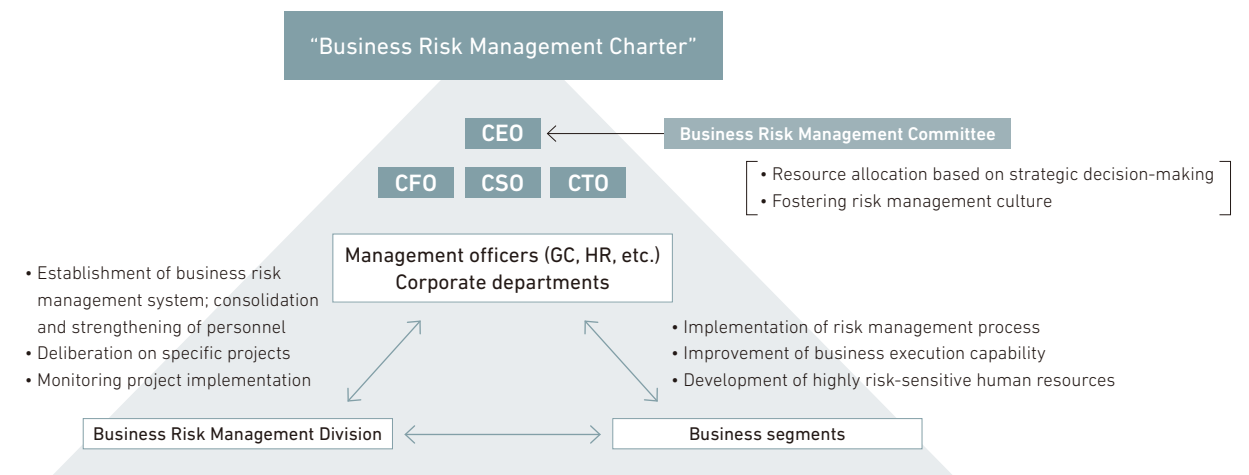 “Business Risk Management Charter”
CEO
Business Risk Management Committee
CFO CSO CTO
• Resource allocation based on strategic decision-making
• Fostering risk management culture
Management officers (GC, HR, etc.)
Corporate departments
• Establishment of business risk
management system; consolidation
and strengthening of personnel
• Deliberation on specific projects
• Monitoring project implementation
• Implementation of risk management process
• Improvement of business execution capability
• Development of highly risk-sensitive human resources
Business Risk Management Division
Business segments